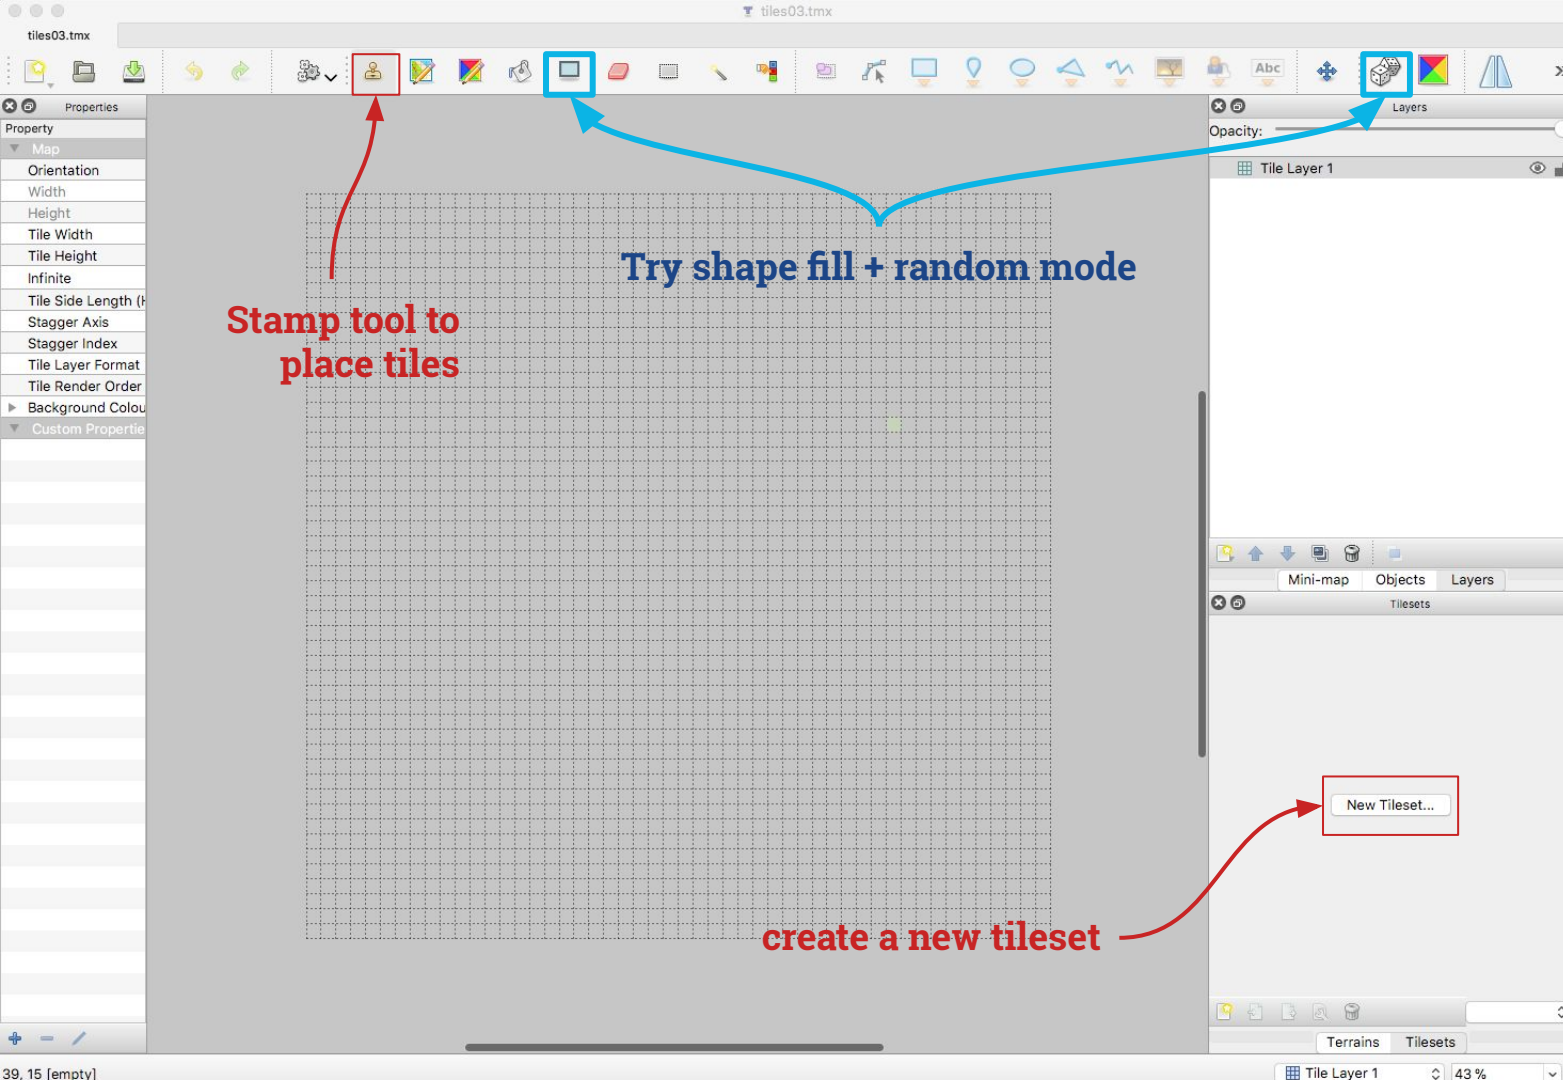 tiles03.tmx
tiles03.tmx
Abc
Properties
Layers
Property
Opacity:
Map
Orientation
Tile Layer 1
Width
Height
Tile Width
Tile Height
Infinite
Tile Side Length (H
Stagger Axis
Stagger Index
Tile Layer Format
Tile Render Order
Background Colou
Custom Propertie
Try shape fill + random mode
Stamp tool to
place tiles
Mini-map
Objects
Layers
Tilesets
New Tileset...
create a new tileset
Terrains
Tilesets
39, 15 [empty]
Tile Layer 1
43 %